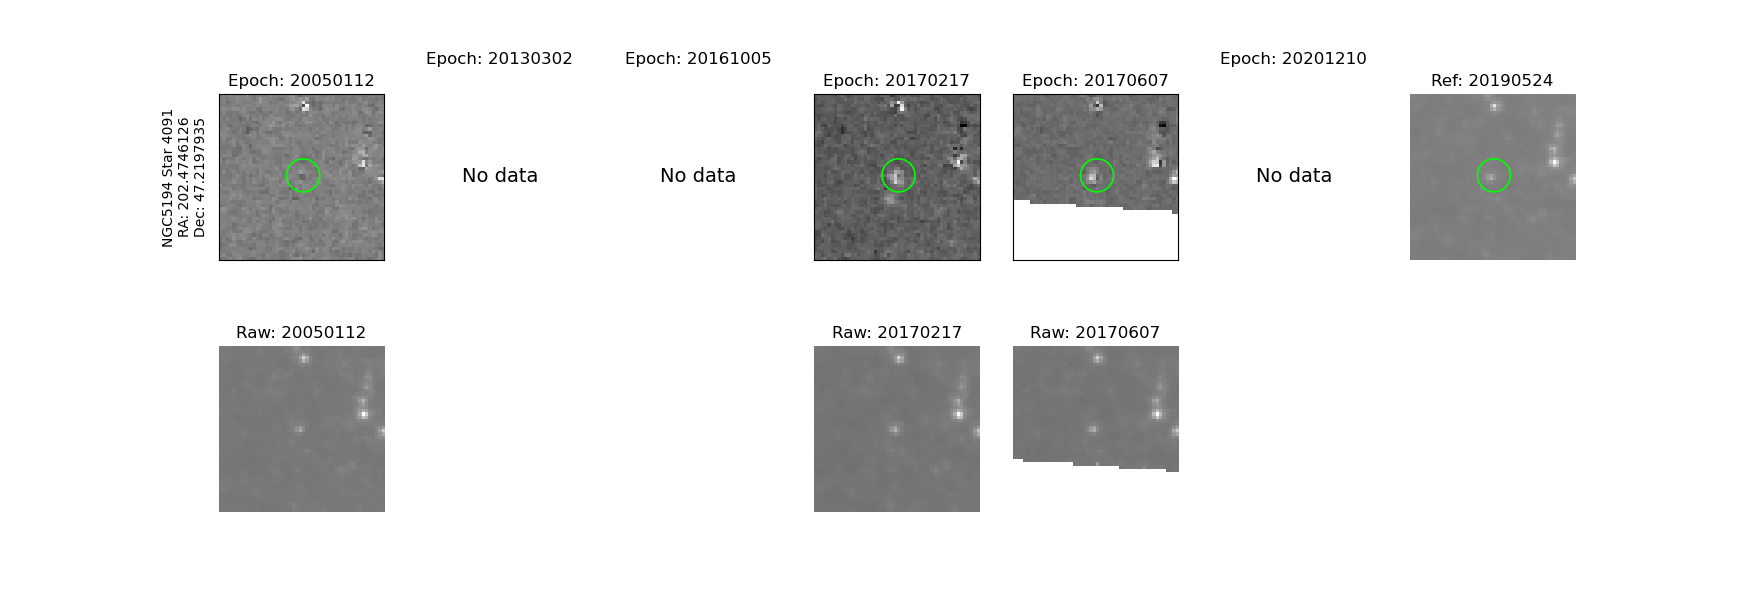 Epoch: 20130302
Epoch: 20161005
Epoch: 20201210
Epoch: 20050112
Epoch: 20170217
Epoch: 20170607
Ref: 20190524
NGC5194 Star 4091
RA: 202.4746126
Dec: 47.2197935
No data
No data
No data
Raw: 20050112
Raw: 20170217
Raw: 20170607